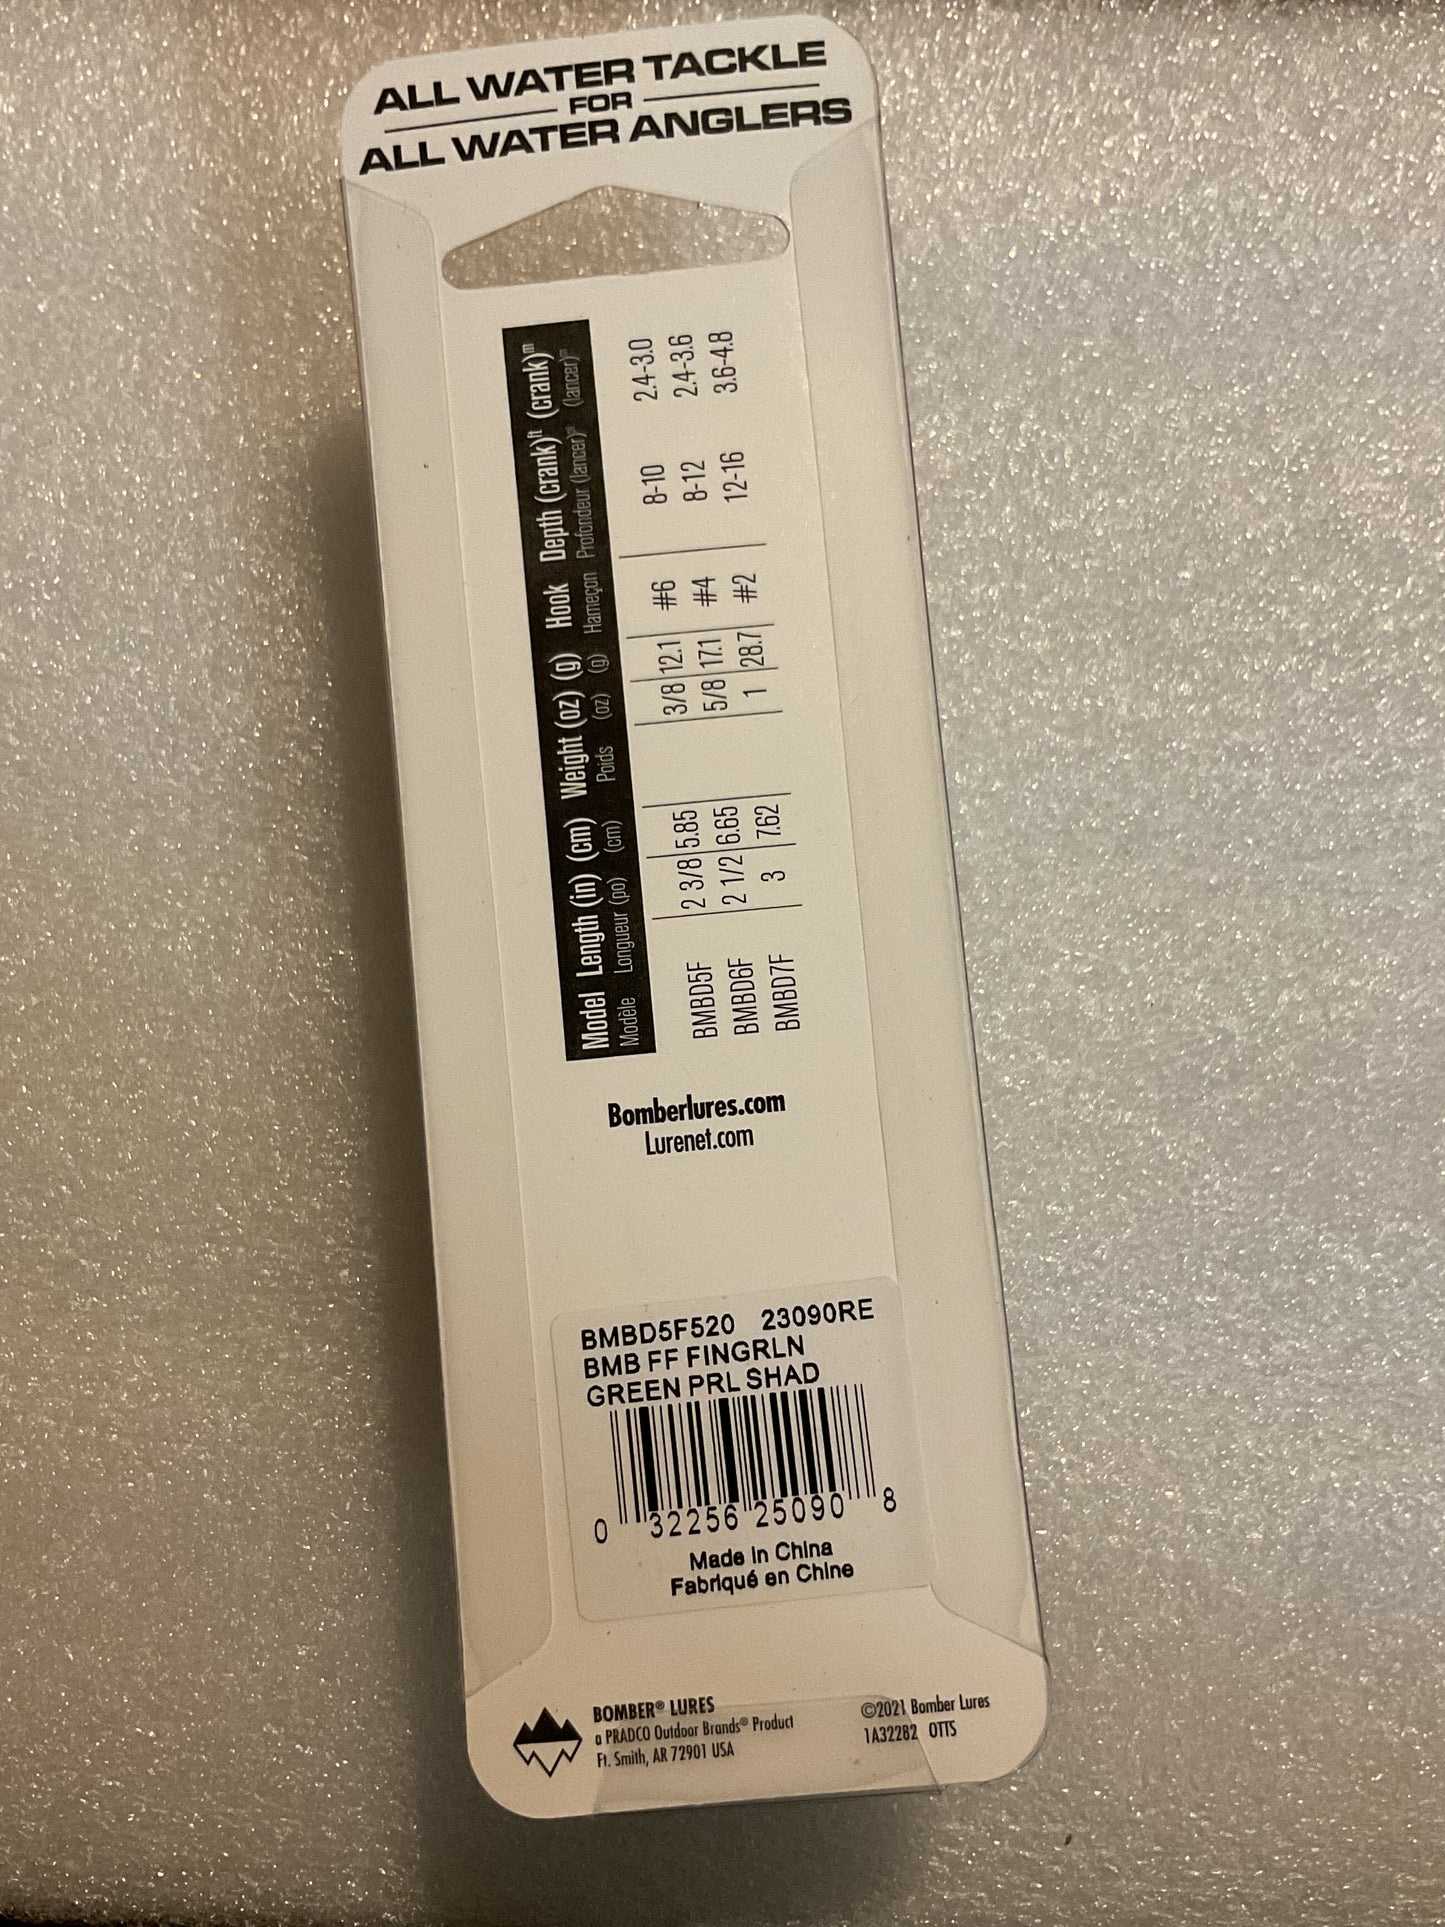 ALL WATER TACKLE
FOR
ALL WATER ANGLERS
Model Length (in) (cm) Weight (oz) (g) Hook Depth (crank)ft (crank)m
Modèle Longueur (po) (cm) Poids (oz) (g) Hameçon Profondeur (lancer)pi (lancer)m
BMBD5F 2 3/8 5.85 3/8 12.1 #6 8-10 2.4-3.0
BMBD6F 2 1/2 6.65 5/8 17.1 #4 8-12 2.4-3.6
BMBD7F 3 7.62 1 28.7 #2 12-16 3.6-4.8
Bomberlures.com
Lurenet.com
BMBD5F520 23090RE
BMB FF FINGRLN
GREEN PRL SHAD
0 32256 25090 8
Made in China
Fabriqué en Chine
BOMBER® LURES
a PRADCO Outdoor Brands® Product
Ft. Smith, AR 72901 USA
©2021 Bomber Lures
1A32282 OTTS